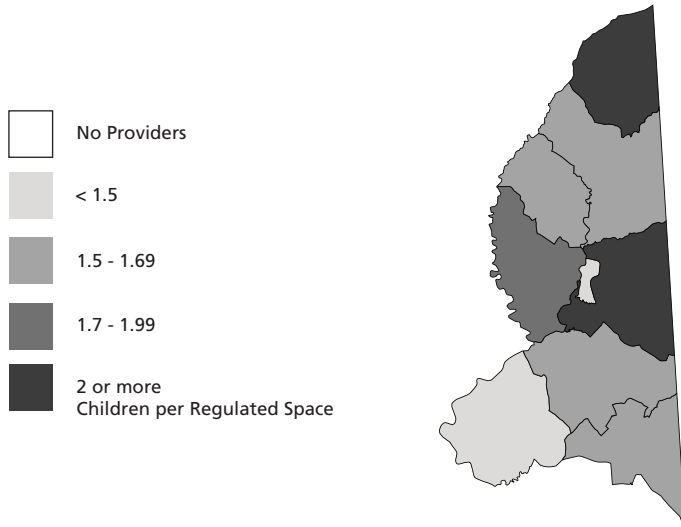 No Providers
< 1.5
1.5 - 1.69
1.7 - 1.99
2 or more
Children per Regulated Space